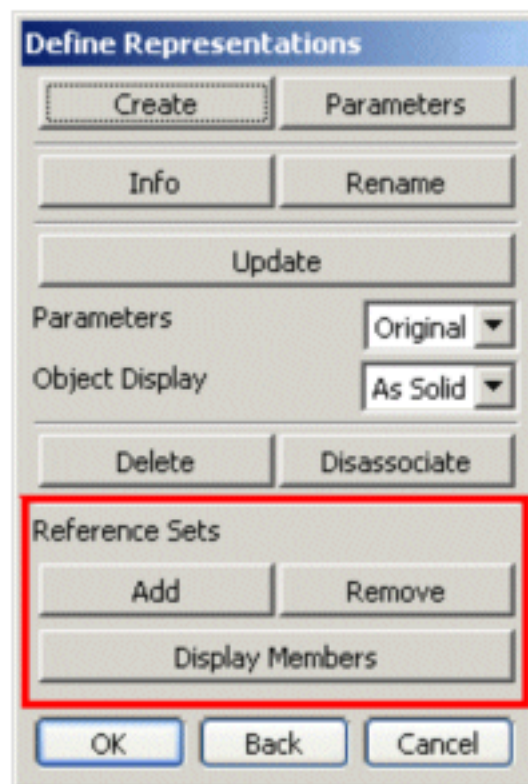 Define Representations
Create Parameters
Info Rename
Update
Parameters Original
Object Display As Solid
Delete Disassociate
Reference Sets
Add Remove
Display Members
OK Back Cancel